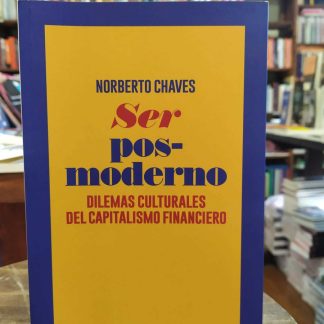 NORBERTO CHAVES
Ser
pos-
moderno
DILEMAS CULTURALES
DEL CAPITALISMO FINANCIERO